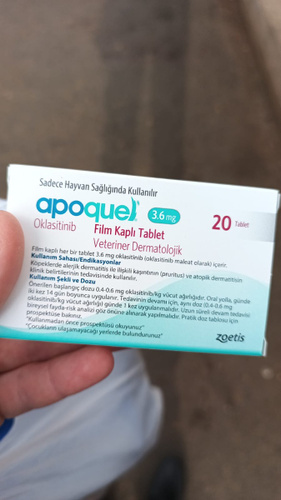 Sadece Hayvan Sağlığında Kullanılır
apoquel 3.6 mg
20 Tablet
Oklasitinib Film Kaplı Tablet
Veteriner Dermatolojik
Film kaplı her bir tablet 3.6 mg oklasitinib (oklasitinib maleat olarak) içerir.
Kullanım Sahası/Endikasyonlar
Köpeklerde alerjik dermatitis ile ilişkili kaşıntının (pruritus) ve atopik dermatitisin
klinik belirtilerinin tedavisinde kullanılır.
Kullanım Şekli ve Dozu
Önerilen başlangıç dozu 0.4-0.6 mg oklasitinib/kg vücut ağırlığıdır. Oral yolla, günde
iki kez 14 gün boyunca uygulanır. Tedavinin devamı için, aynı doz (0.4-0.6 mg
oklasitinib/kg vücut ağırlığı) günde 1 kez uygulanmalıdır. Uzun süreli devam tedavisi
bireysel fayda-risk analizi göz önüne alınarak yapılmalıdır. Pratik doz tablosu için
prospektüse bakınız.
"Kullanmadan önce prospektüsü okuyunuz"
"Çocukların ulaşamayacağı yerlerde bulundurunuz"
zoetis